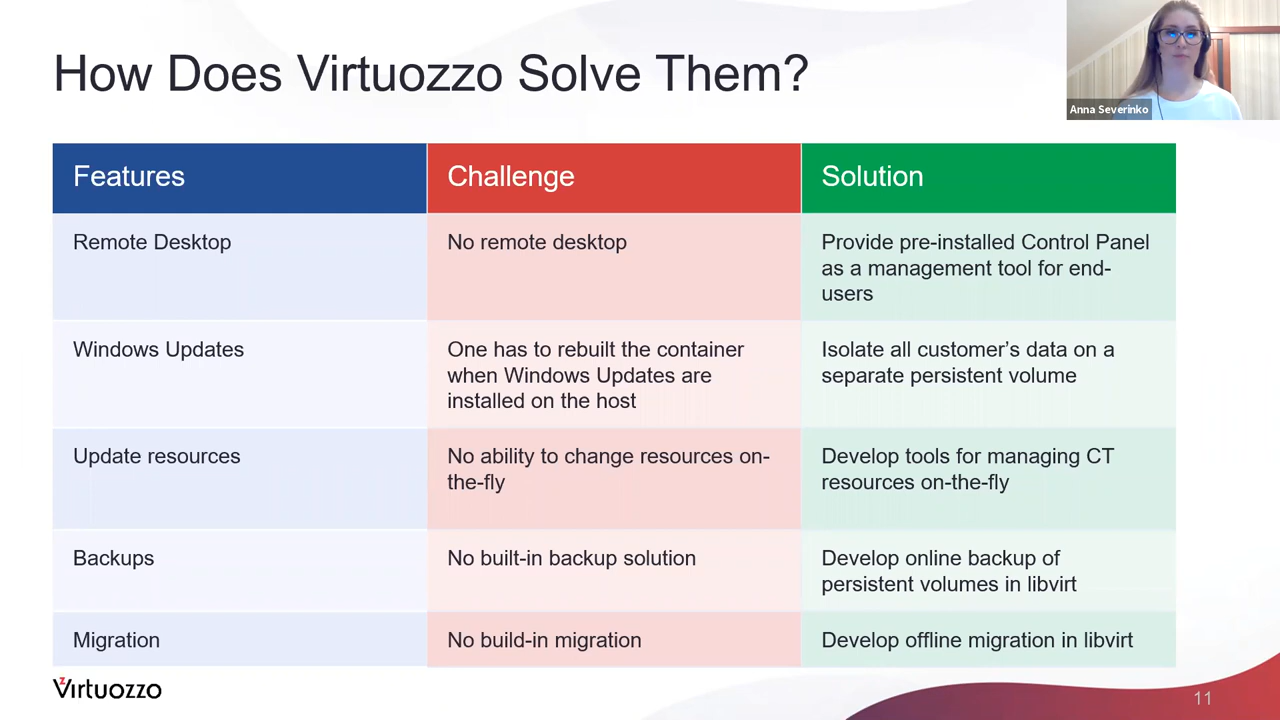 How Does Virtuozzo Solve Them?
Anna Severinko
Features
Challenge
Solution
Remote Desktop
No remote desktop
Provide pre-installed Control Panel
as a management tool for end-
users
Windows Updates
One has to rebuilt the container
when Windows Updates are
installed on the host
Isolate all customer’s data on a
separate persistent volume
Update resources
No ability to change resources on-
the-fly
Develop tools for managing CT
resources on-the-fly
Backups
No built-in backup solution
Develop online backup of
persistent volumes in libvirt
Migration
No build-in migration
Develop offline migration in libvirt
Virtuozzo
11